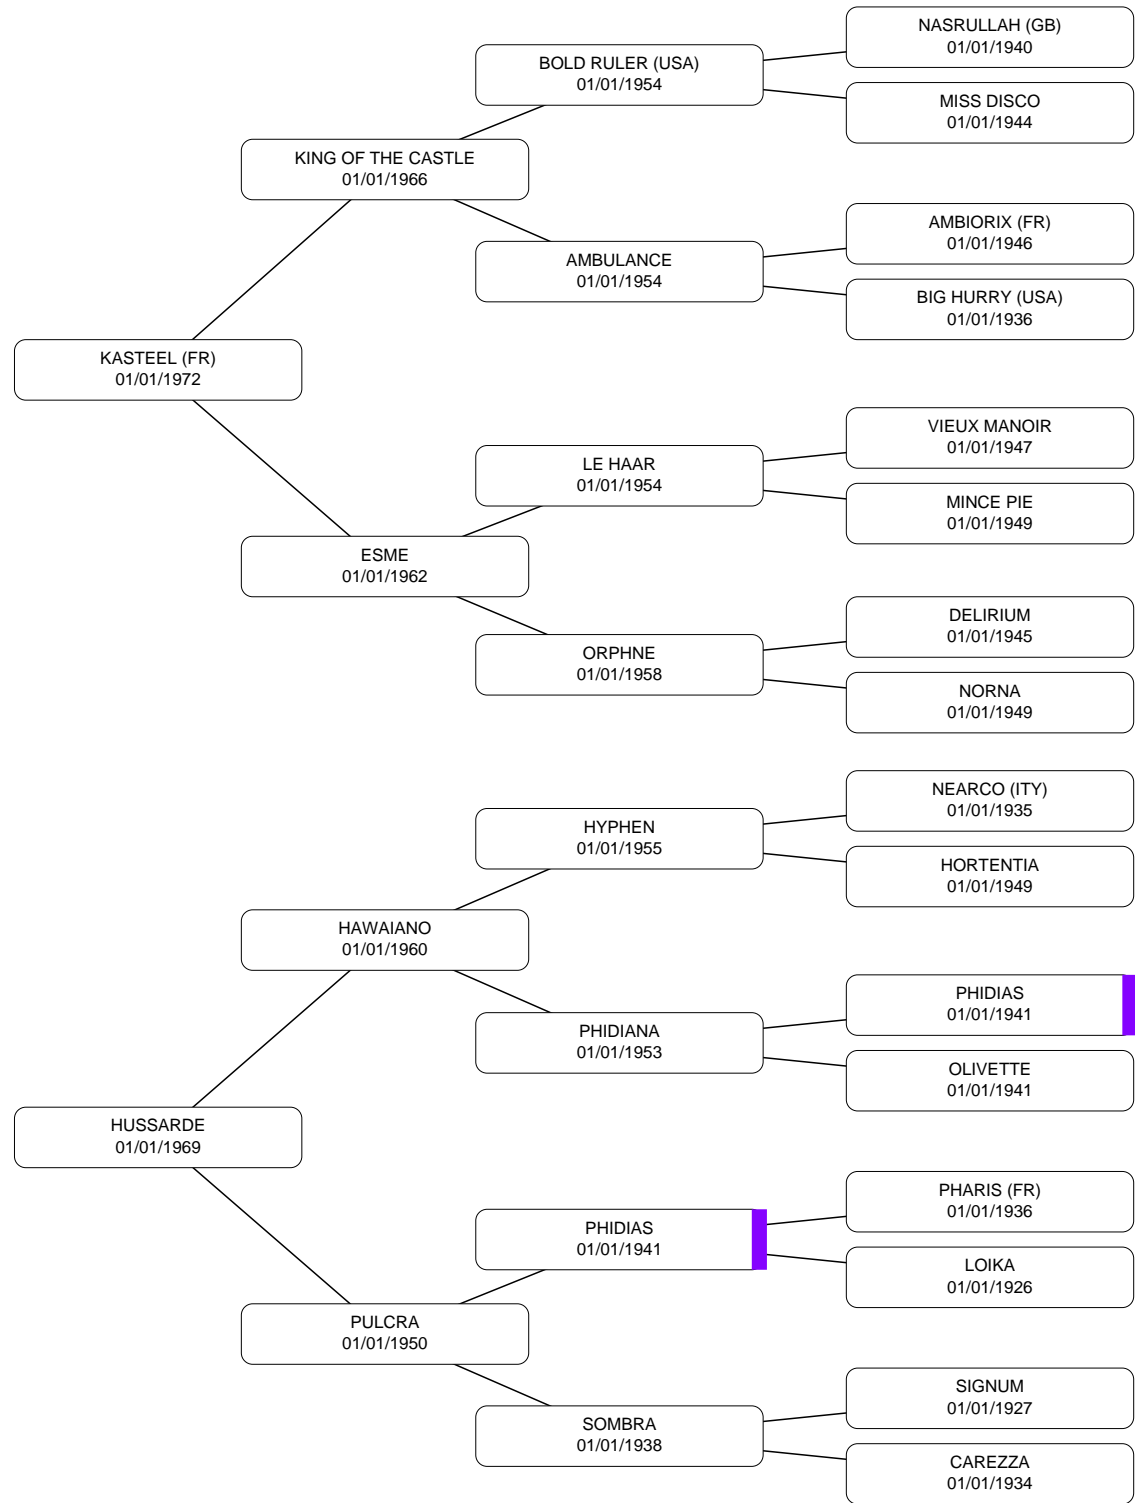 NASRULLAH (GB)
01/01/1940
BOLD RULER (USA)
01/01/1954
MISS DISCO
01/01/1944
KING OF THE CASTLE
01/01/1966
AMBIORIX (FR)
01/01/1946
AMBULANCE
01/01/1954
BIG HURRY (USA)
01/01/1936
KASTEEL (FR)
01/01/1972
VIEUX MANOIR
01/01/1947
LE HAAR
01/01/1954
MINCE PIE
01/01/1949
ESME
01/01/1962
DELIRIUM
01/01/1945
ORPHNE
01/01/1958
NORNA
01/01/1949
NEARCO (ITY)
01/01/1935
HYPHEN
01/01/1955
HORTENTIA
01/01/1949
HAWAIANO
01/01/1960
PHIDIAS
01/01/1941
PHIDIANA
01/01/1953
OLIVETTE
01/01/1941
HUSSARDE
01/01/1969
PHARIS (FR)
01/01/1936
PHIDIAS
01/01/1941
LOIKA
01/01/1926
PULCRA
01/01/1950
SIGNUM
01/01/1927
SOMBRA
01/01/1938
CAREZZA
01/01/1934